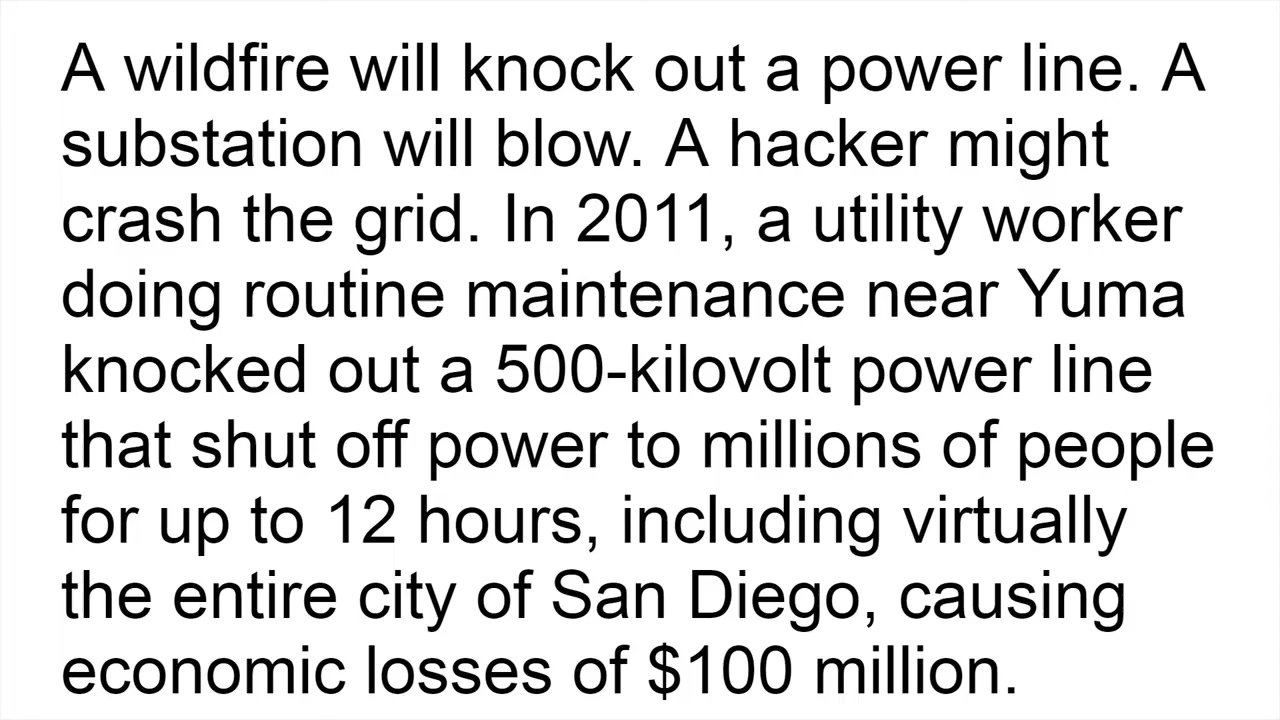 A wildfire will knock out a power line. A
substation will blow. A hacker might
crash the grid. In 2011, a utility worker
doing routine maintenance near Yuma
knocked out a 500-kilovolt power line
that shut off power to millions of people
for up to 12 hours, including virtually
the entire city of San Diego, causing
economic losses of $100 million.